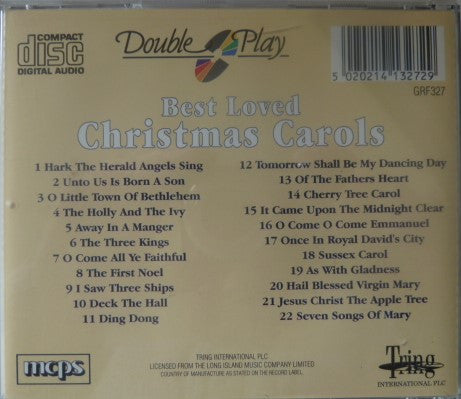 COMPACT
disc
DIGITAL AUDIO
Double Play
5 020214 132729
GRF327
Best Loved
Christmas Carols
1 Hark The Herald Angels Sing
2 Unto Us Is Born A Son
3 O Little Town Of Bethlehem
4 The Holly And The Ivy
5 Away In A Manger
6 The Three Kings
7 O Come All Ye Faithful
8 The First Noel
9 I Saw Three Ships
10 Deck The Hall
11 Ding Dong
12 Tomorrow Shall Be My Dancing Day
13 Of The Fathers Heart
14 Cherry Tree Carol
15 It Came Upon The Midnight Clear
16 O Come O Come Emmanuel
17 Once In Royal David's City
18 Sussex Carol
19 As With Gladness
20 Hail Blessed Virgin Mary
21 Jesus Christ The Apple Tree
22 Seven Songs Of Mary
mcps
TRING INTERNATIONAL PLC
LICENSED FROM THE LONG ISLAND MUSIC COMPANY LIMITED
COUNTRY OF MANUFACTURE AS STATED ON THE RECORD LABEL
Tring
INTERNATIONAL PLC